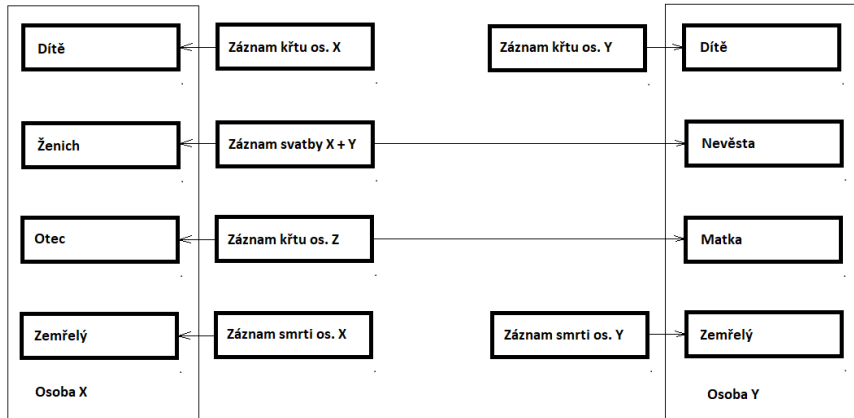 Dítě
Záznam křtu os. X
Záznam křtu os. Y
Dítě
Ženich
Záznam svatby X + Y
Nevěsta
Otec
Záznam křtu os. Z
Matka
Zemřelý
Záznam smrti os. X
Záznam smrti os. Y
Zemřelý
Osoba X
Osoba Y